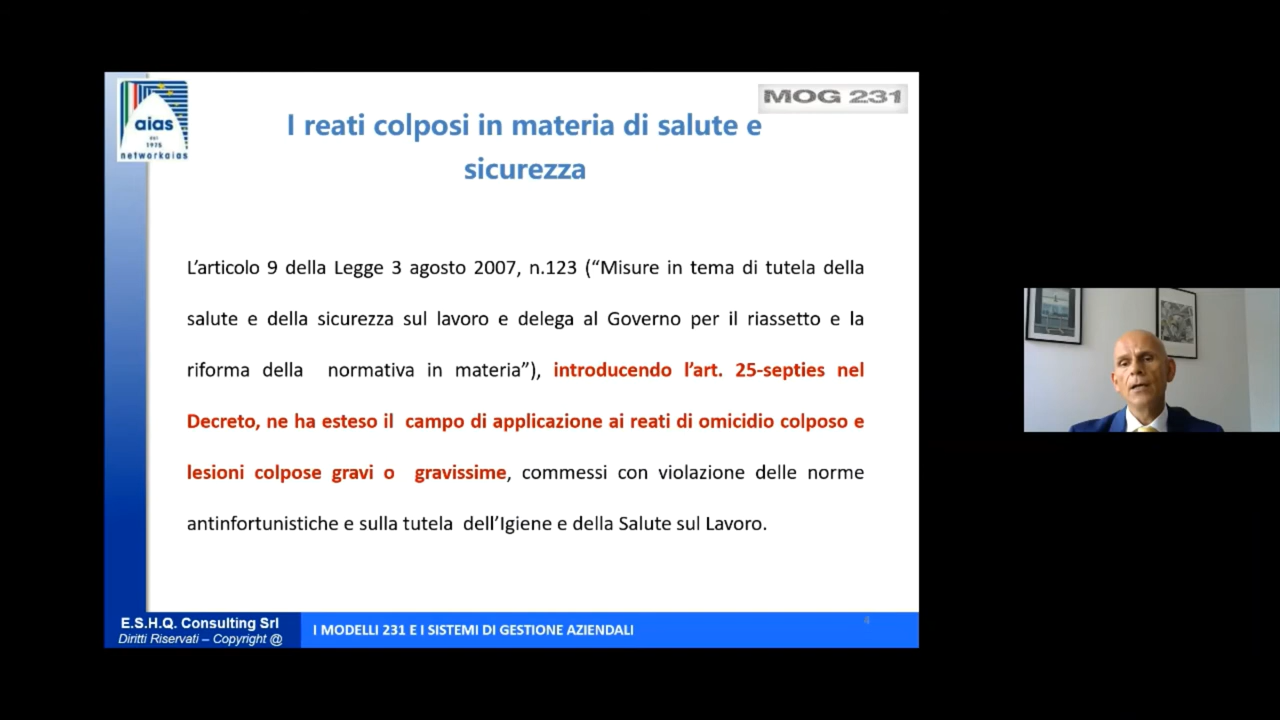 aias
dal
1975
networkaias
MOG 231
I reati colposi in materia di salute e
sicurezza
L’articolo 9 della Legge 3 agosto 2007, n.123 (“Misure in tema di tutela della
salute e della sicurezza sul lavoro e delega al Governo per il riassetto e la
riforma della normativa in materia”), introducendo l’art. 25-septies nel
Decreto, ne ha esteso il campo di applicazione ai reati di omicidio colposo e
lesioni colpose gravi o gravissime, commessi con violazione delle norme
antinfortunistiche e sulla tutela dell’Igiene e della Salute sul Lavoro.
E.S.H.Q. Consulting Srl
Diritti Riservati – Copyright @
I MODELLI 231 E I SISTEMI DI GESTIONE AZIENDALI
4